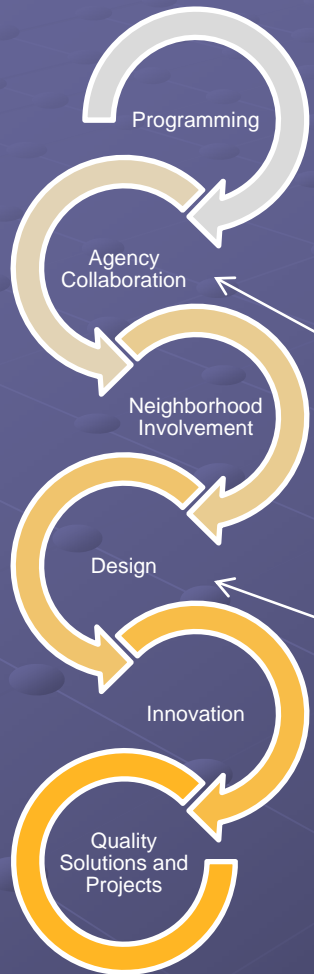 Programming
Agency
Collaboration
Neighborhood
Involvement
Design
Innovation
Quality
Solutions and
Projects